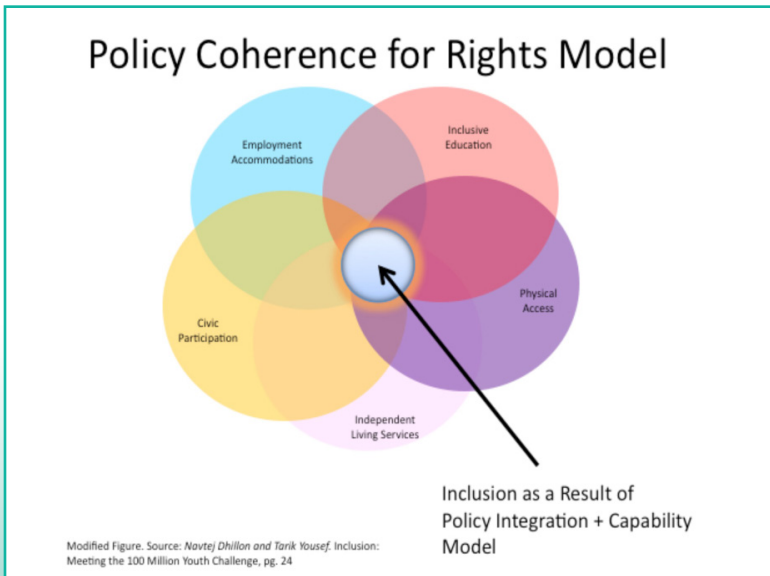 Policy Coherence for Rights Model
Employment
Accommodations
Inclusive
Education
Physical
Access
Civic
Participation
Independent
Living Services
Inclusion as a Result of
Policy Integration + Capability
Model
Modified Figure. Source: Navtej Dhillon and Tarik Yousef. Inclusion:
Meeting the 100 Million Youth Challenge, pg. 24